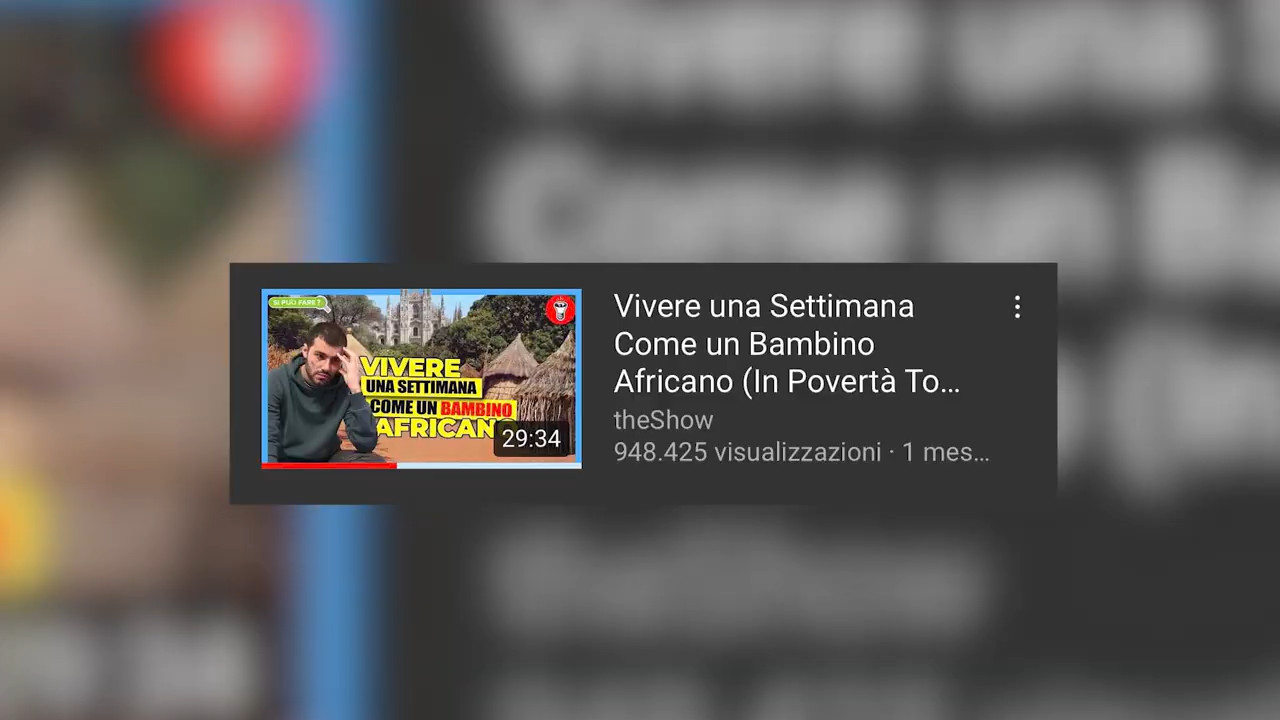 SI PUÒ FARE?
VIVERE
UNA SETTIMANA
COME UN BAMBINO
AFRICANO
29:34
Vivere una Settimana
Come un Bambino
Africano (In Povertà To...
theShow
948.425 visualizzazioni · 1 mes...